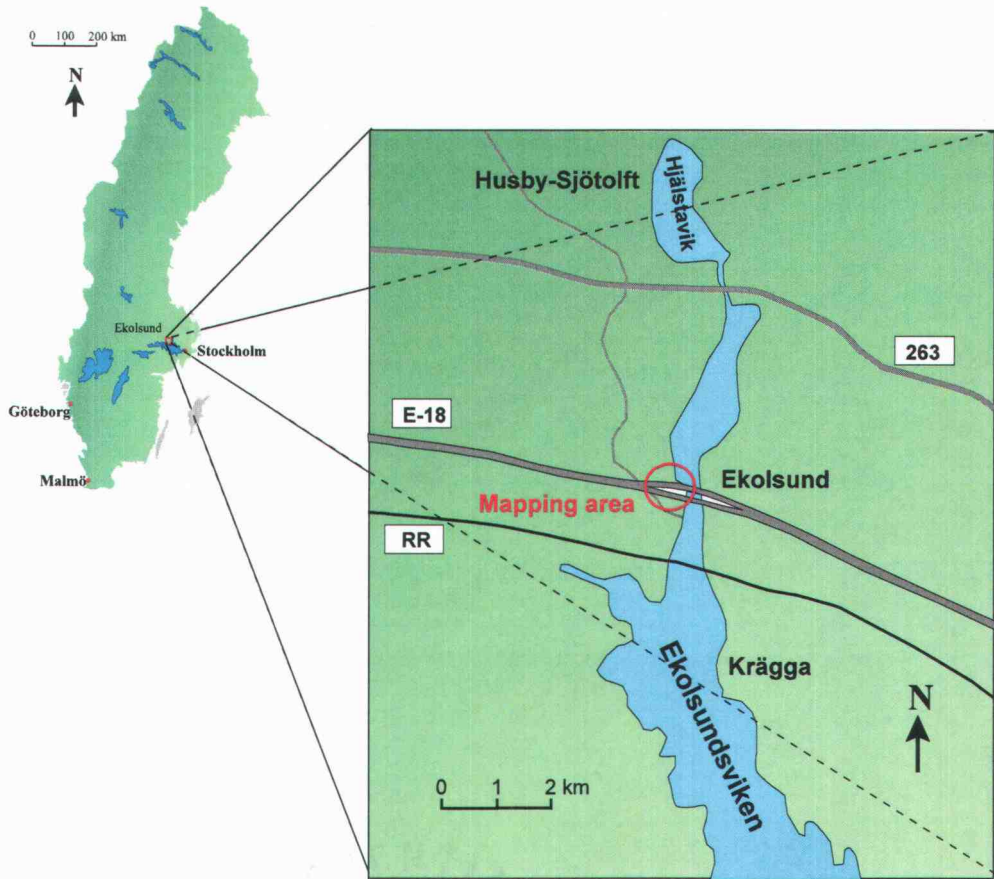 0 100 200 km
N
Ekolsund
Stockholm
Göteborg
Malmö
Husby-Sjötolft
Hjälstavik
263
E-18
Ekolsund
Mapping area
RR
Krägga
Ekolsundsviken
N
0 1 2 km